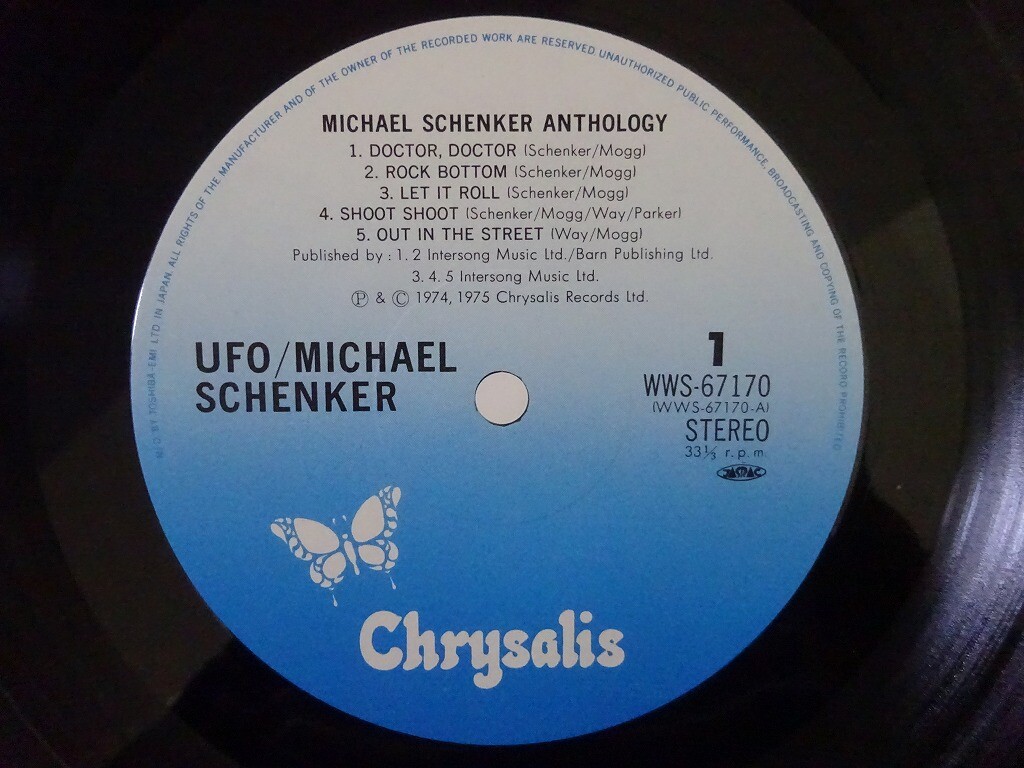 MFD. BY TOSHIBA-EMI LTD IN JAPAN. ALL RIGHTS OF THE MANUFACTURER AND OF THE OWNER OF THE RECORDED WORK ARE RESERVED. UNAUTHORIZED PUBLIC PERFORMANCE, BROADCASTING AND COPYING OF THE RECORD PROHIBITED
MICHAEL SCHENKER ANTHOLOGY
1. DOCTOR, DOCTOR (Schenker/Mogg)
2. ROCK BOTTOM (Schenker/Mogg)
3. LET IT ROLL (Schenker/Mogg)
4. SHOOT SHOOT (Schenker/Mogg/Way/Parker)
5. OUT IN THE STREET (Way/Mogg)
Published by : 1. 2 Intersong Music Ltd./Barn Publishing Ltd.
3. 4. 5 Intersong Music Ltd.
Ⓟ & © 1974, 1975 Chrysalis Records Ltd.
UFO/MICHAEL
SCHENKER
1
WWS-67170
(WWS-67170-A)
STEREO
33⅓ r.p.m.
JASRAC
Chrysalis